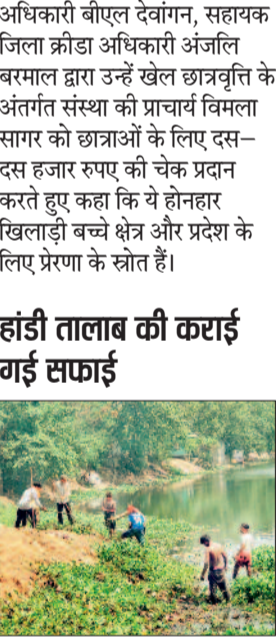 अधिकारी बीएल देवांगन, सहायक
जिला क्रीडा अधिकारी अंजलि
बरमाल द्वारा उन्हें खेल छात्रवृत्ति के
अंतर्गत संस्था की प्राचार्य विमला
सागर को छात्राओं के लिए दस–
दस हजार रुपए की चेक प्रदान
करते हुए कहा कि ये होनहार
खिलाड़ी बच्चे क्षेत्र और प्रदेश के
लिए प्रेरणा के स्रोत हैं।
हांडी तालाब की कराई
गई सफाई